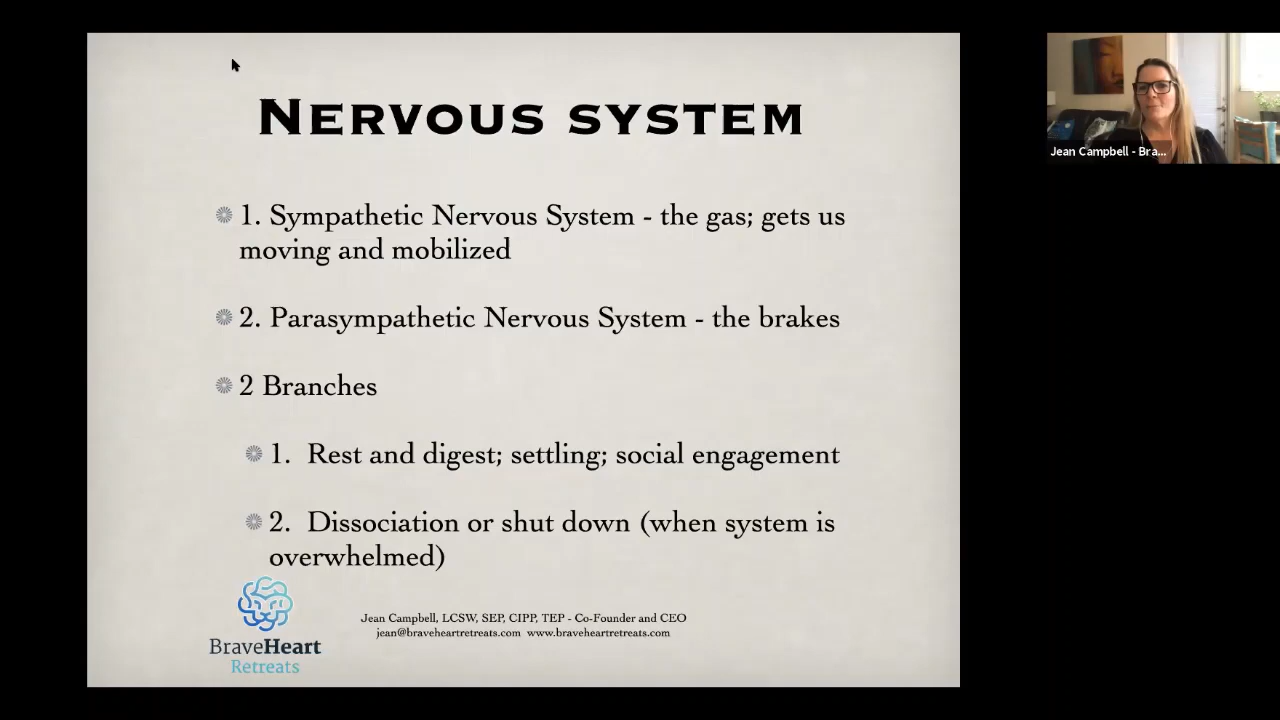 Nervous system
1. Sympathetic Nervous System - the gas; gets us
moving and mobilized
2. Parasympathetic Nervous System - the brakes
2 Branches
1. Rest and digest; settling; social engagement
2. Dissociation or shut down (when system is
overwhelmed)
BraveHeart
Retreats
Jean Campbell, LCSW, SEP, CIPP, TEP - Co-Founder and CEO
jean@braveheartretreats.com www.braveheartretreats.com
Jean Campbell - Bra...